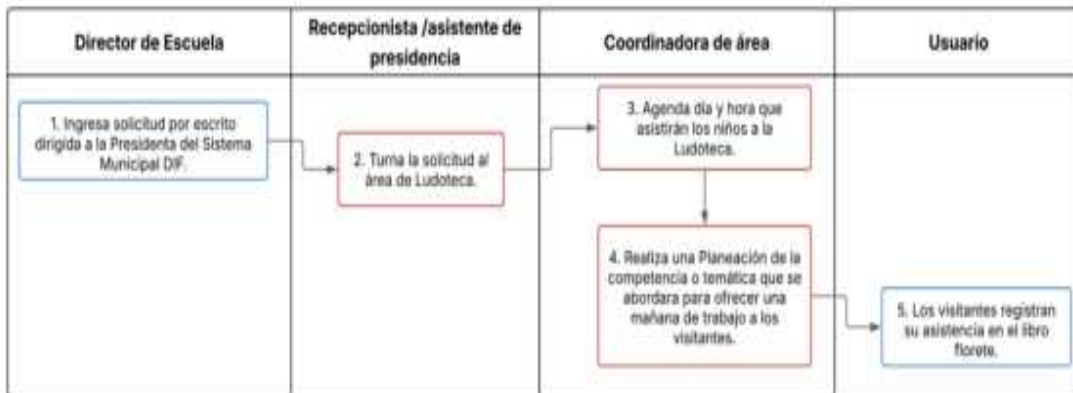 Director de Escuela
Recepcionista /asistente de
presidencia
Coordinadora de área
Usuario
1. Ingresa solicitud por escrito
dirigida a la Presidenta del Sistema
Municipal DIF.
2. Turna la solicitud al
área de Ludoteca.
3. Agenda día y hora que
asistirán los niños a la
Ludoteca.
4. Realiza una Planeación de la
competencia o temática que se
abordara para ofrecer una
mañana de trabajo a los
visitantes.
5. Los visitantes registran
su asistencia en el libro
florete.